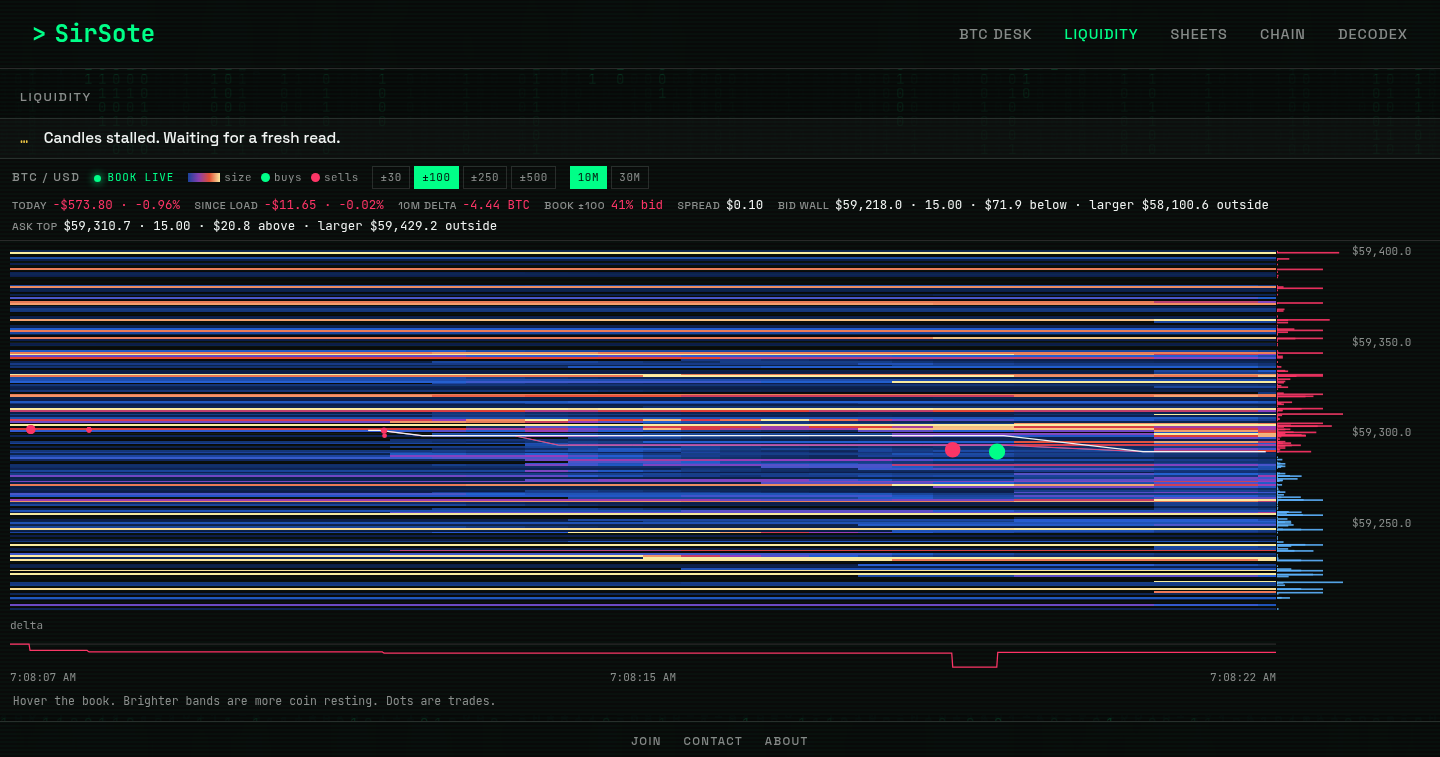 > SirSote
BTC DESK LIQUIDITY SHEETS CHAIN DECODEX
LIQUIDITY
… Candles stalled. Waiting for a fresh read.
BTC / USD BOOK LIVE size buys sells ±30 ±100 ±250 ±500 10M 30M
TODAY -$573.80 · -0.96% SINCE LOAD -$11.65 · -0.02% 10M DELTA -4.44 BTC BOOK ±100 41% bid SPREAD $0.10 BID WALL $59,218.0 · 15.00 · $71.9 below · larger $58,100.6 outside
ASK TOP $59,310.7 · 15.00 · $20.8 above · larger $59,429.2 outside
$59,400.0
$59,350.0
$59,300.0
$59,250.0
delta
7:08:07 AM 7:08:15 AM 7:08:22 AM
Hover the book. Brighter bands are more coin resting. Dots are trades.
JOIN CONTACT ABOUT